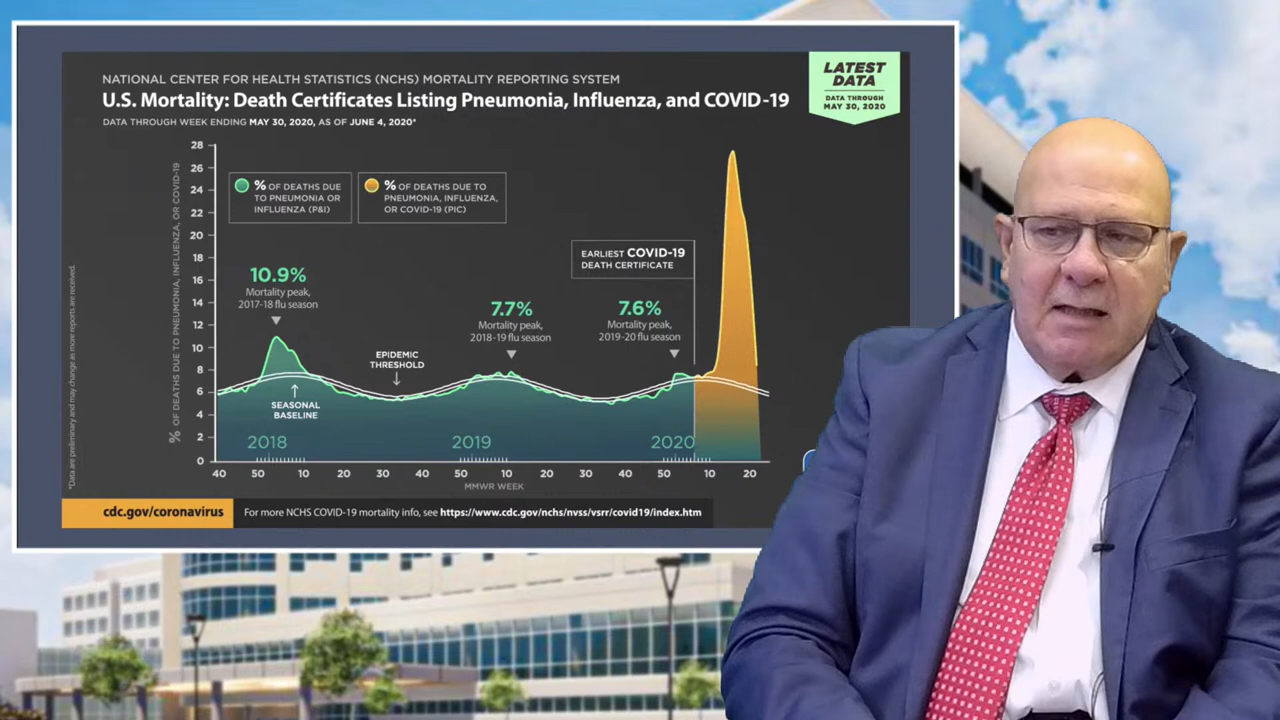 NATIONAL CENTER FOR HEALTH STATISTICS (NCHS) MORTALITY REPORTING SYSTEM
U.S. Mortality: Death Certificates Listing Pneumonia, Influenza, and COVID-19
DATA THROUGH WEEK ENDING MAY 30, 2020, AS OF JUNE 4, 2020*
LATEST
DATA
DATA THROUGH
MAY 30, 2020
% OF DEATHS DUE TO PNEUMONIA, INFLUENZA, OR COVID-19
28
26
24
22
20
18
16
14
12
10
8
6
4
2
0
% OF DEATHS DUE
TO PNEUMONIA OR
INFLUENZA (P&I)
% OF DEATHS DUE TO
PNEUMONIA, INFLUENZA,
OR COVID-19 (PIC)
EARLIEST COVID-19
DEATH CERTIFICATE
10.9%
Mortality peak,
2017-18 flu season
7.7%
Mortality peak,
2018-19 flu season
7.6%
Mortality peak,
2019-20 flu season
EPIDEMIC
THRESHOLD
SEASONAL
BASELINE
2018 2019 2020
40 50 10 20 30 40 50 10 20 30 40 50 10 20
MMWR WEEK
*Data are preliminary and may change as more reports are received.
cdc.gov/coronavirus
For more NCHS COVID-19 mortality info, see https://www.cdc.gov/nchs/nvss/vsrr/covid19/index.htm